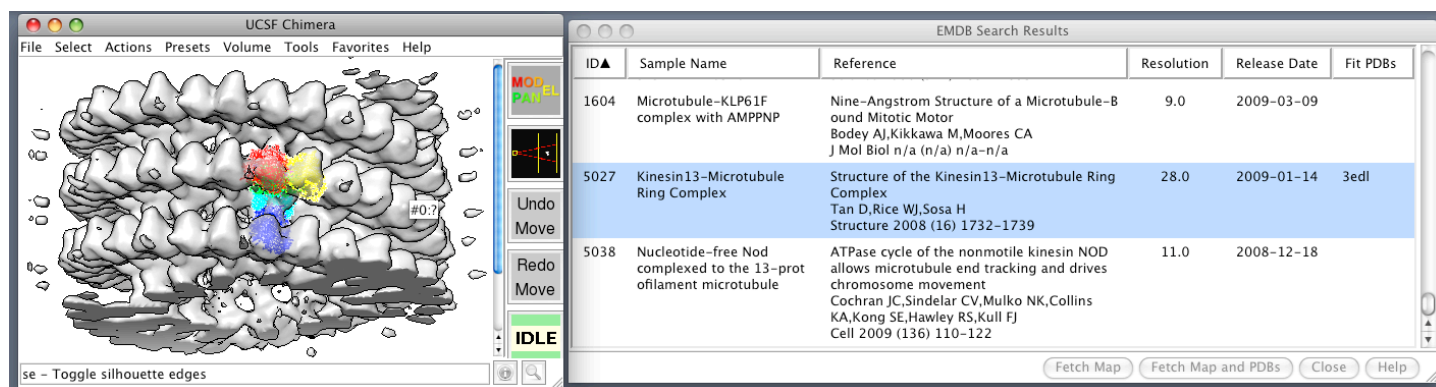 UCSF Chimera
File Select Actions Presets Volume Tools Favorites Help
MODEL
PANEL
#0:?
Undo
Move
Redo
Move
IDLE
se - Toggle silhouette edges
EMDB Search Results
ID▲ Sample Name Reference Resolution Release Date Fit PDBs
1604 Microtubule-KLP61F Nine-Angstrom Structure of a Microtubule-B 9.0 2009-03-09
complex with AMPPNP ound Mitotic Motor
Bodey AJ,Kikkawa M,Moores CA
J Mol Biol n/a (n/a) n/a-n/a
5027 Kinesin13-Microtubule Structure of the Kinesin13-Microtubule Ring 28.0 2009-01-14 3edl
Ring Complex Complex
Tan D,Rice WJ,Sosa H
Structure 2008 (16) 1732-1739
5038 Nucleotide-free Nod ATPase cycle of the nonmotile kinesin NOD 11.0 2008-12-18
complexed to the 13-prot allows microtubule end tracking and drives
ofilament microtubule chromosome movement
Cochran JC,Sindelar CV,Mulko NK,Collins
KA,Kong SE,Hawley RS,Kull FJ
Cell 2009 (136) 110-122
Fetch Map Fetch Map and PDBs Close Help